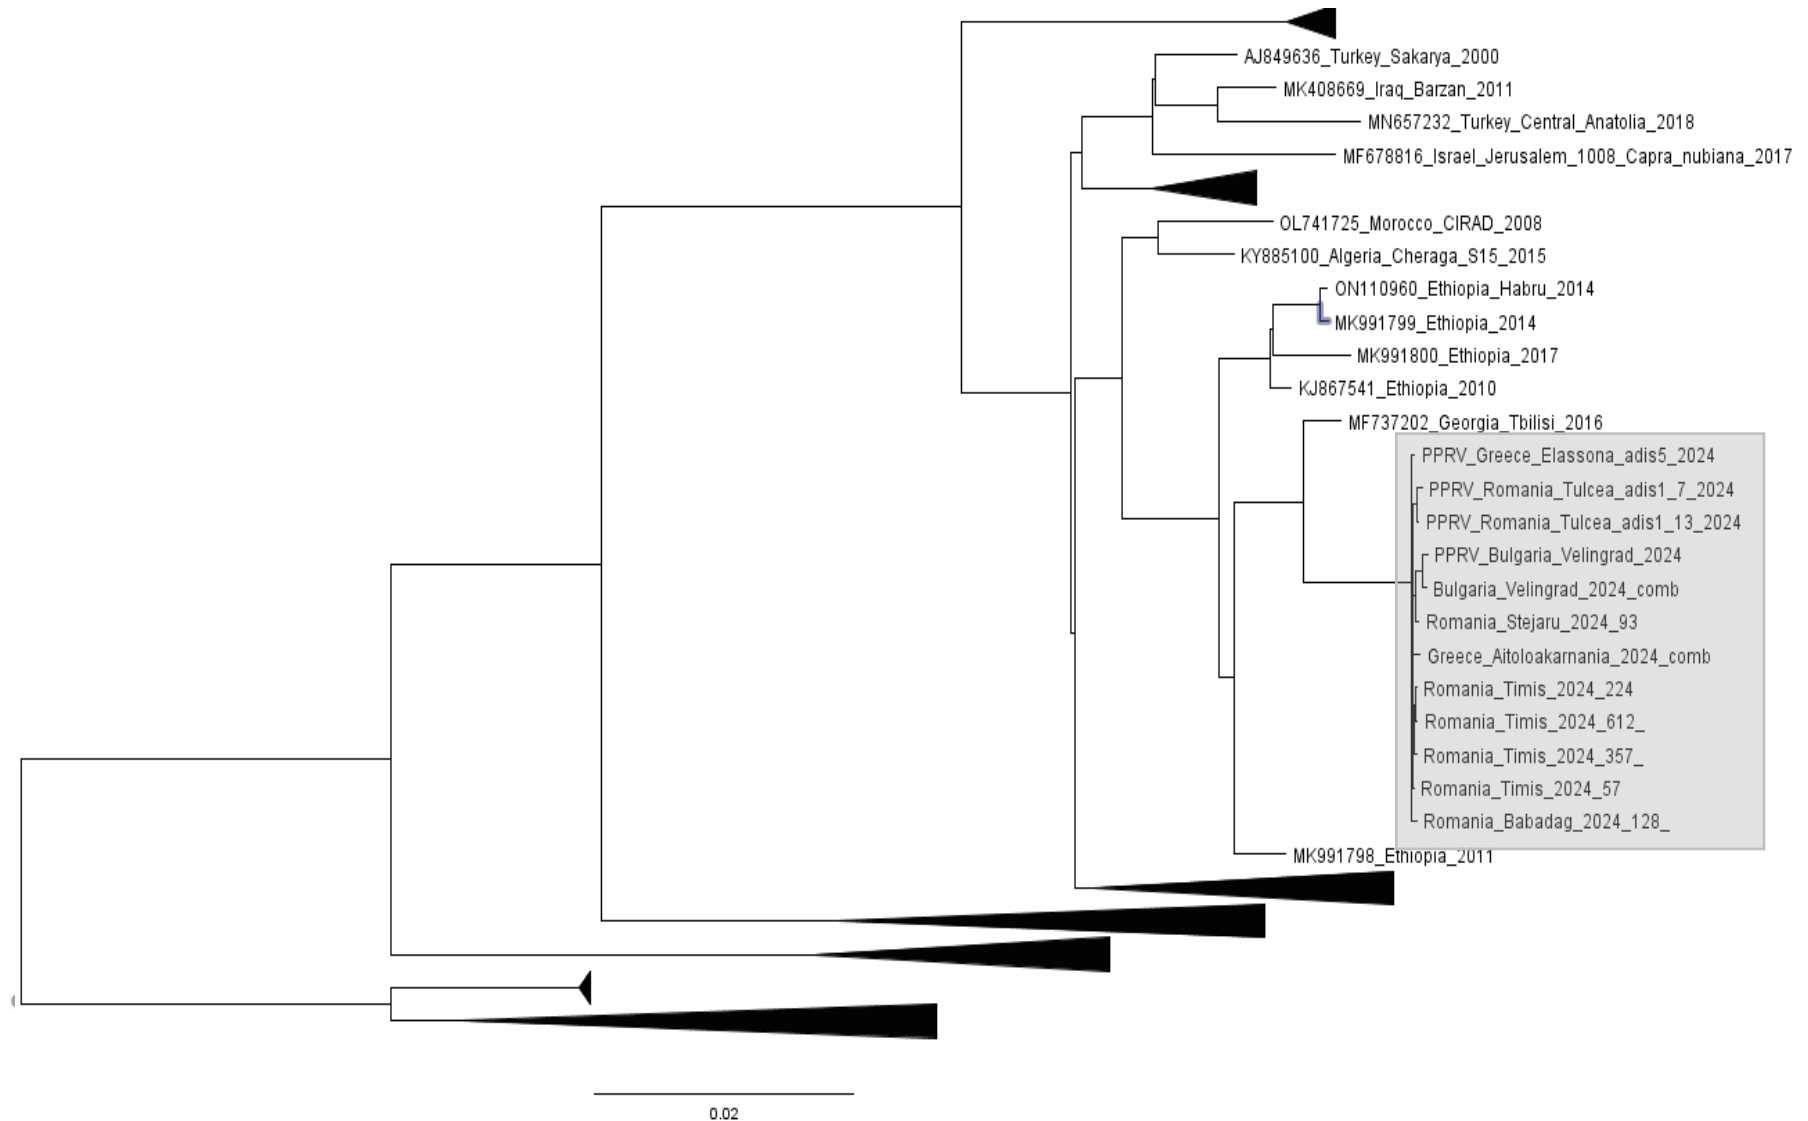 AJ849636_Turkey_Sakarya_2000
MK408669_Iraq_Barzan_2011
MN657232_Turkey_Central_Anatolia_2018
MF678816_Israel_Jerusalem_1008_Capra_nubiana_2017
OL741725_Morocco_CIRAD_2008
KY885100_Algeria_Cheraga_S15_2015
ON110960_Ethiopia_Habru_2014
MK991799_Ethiopia_2014
MK991800_Ethiopia_2017
KJ867541_Ethiopia_2010
MF737202_Georgia_Tbilisi_2016
PPRV_Greece_Elassona_adis5_2024
PPRV_Romania_Tulcea_adis1_7_2024
PPRV_Romania_Tulcea_adis1_13_2024
PPRV_Bulgaria_Velingrad_2024
Bulgaria_Velingrad_2024_comb
Romania_Stejaru_2024_93
Greece_Aitoloakarnania_2024_comb
Romania_Timis_2024_224
Romania_Timis_2024_612_
Romania_Timis_2024_357_
Romania_Timis_2024_57
Romania_Babadag_2024_128_
MK991798_Ethiopia_2011
0.02